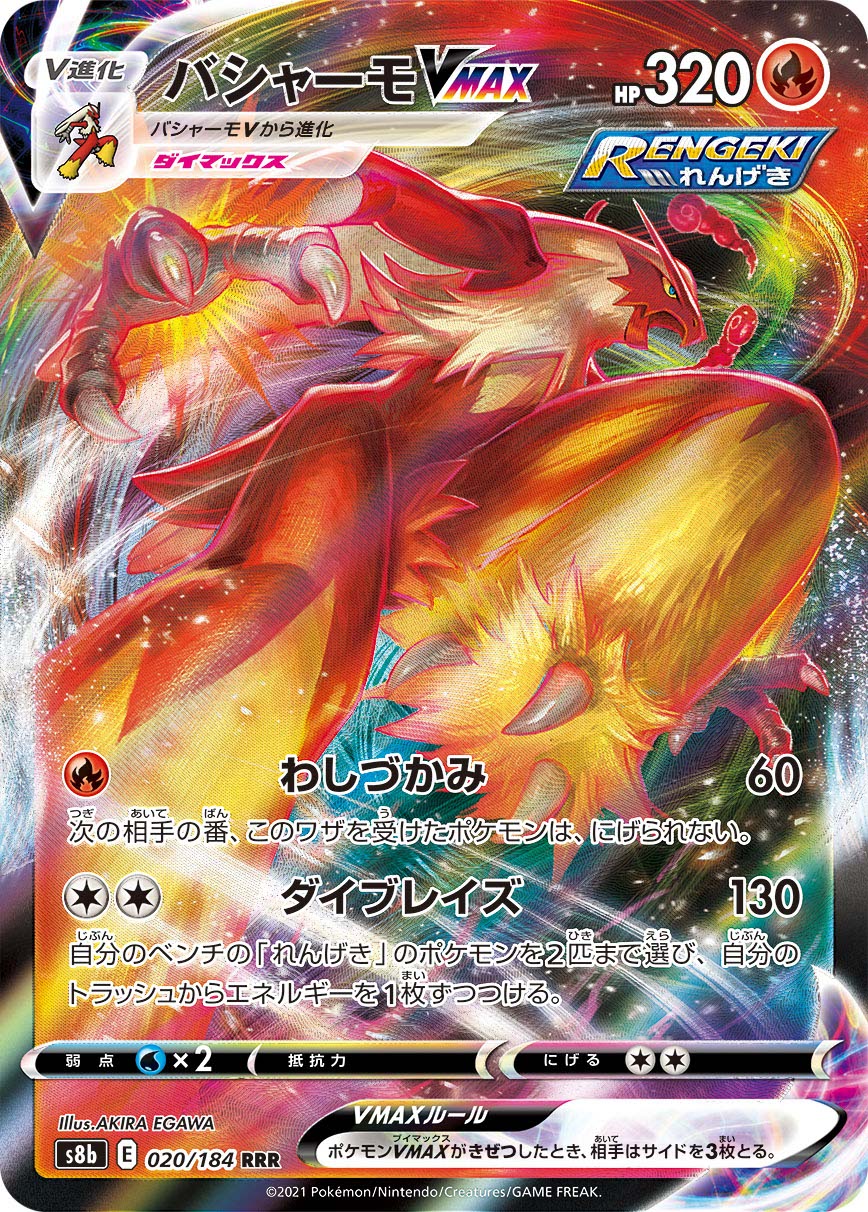 V進化
バシャーモVMAX
HP 320
バシャーモVから進化
ダイマックス
RENGEKI
れんげき
わしづかみ 60
次の相手の番、このワザを受けたポケモンは、にげられない。
ダイブレイズ 130
自分のベンチの「れんげき」のポケモンを2匹まで選び、自分の
トラッシュからエネルギーを1枚ずつつける。
弱点 ×2 抵抗力 にげる
Illus.AKIRA EGAWA
VMAXルール
s8b E 020/184 RRR
ポケモンVMAXがきぜつしたとき、相手はサイドを3枚とる。
©2021 Pokémon/Nintendo/Creatures/GAME FREAK.